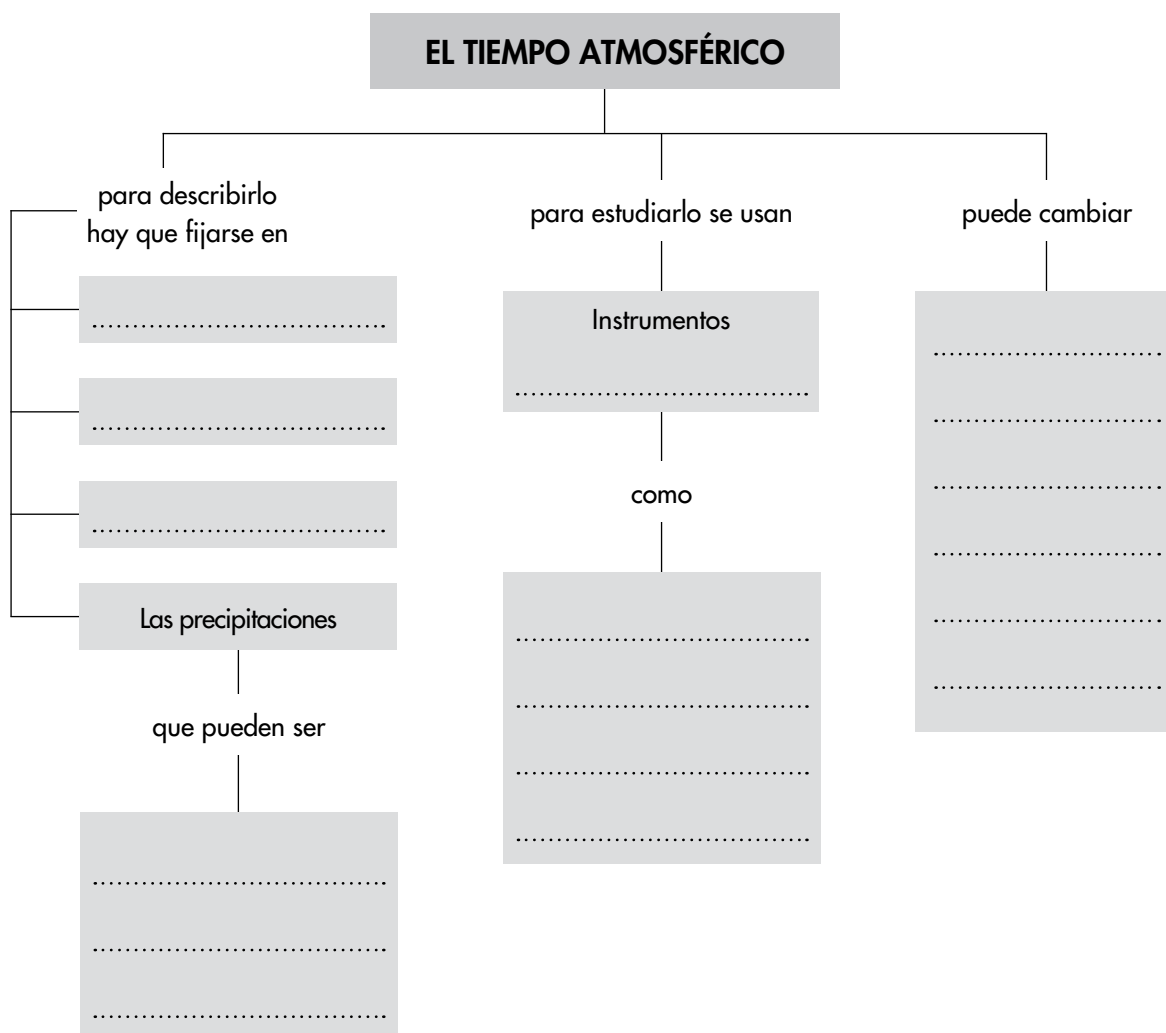 EL TIEMPO ATMOSFÉRICO
para describirlo
hay que fijarse en
Las precipitaciones
que pueden ser
para estudiarlo se usan
Instrumentos
como
puede cambiar